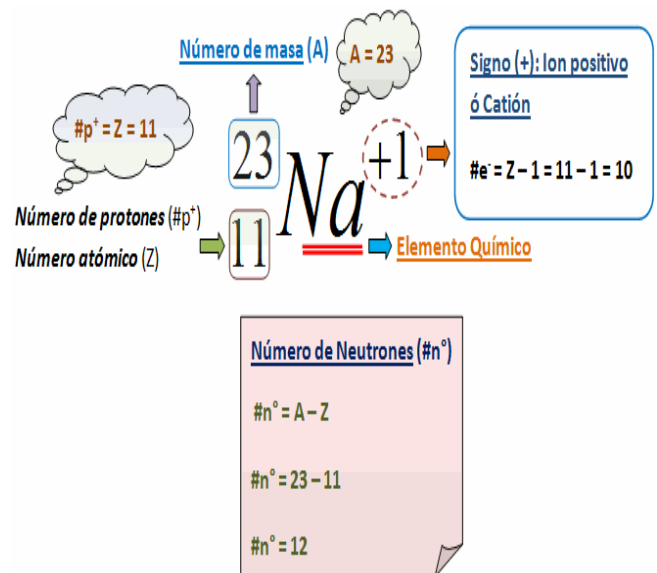 Número de masa (A)
A = 23
Signo (+): Ion positivo
ó Catión
#e⁻ = Z – 1 = 11 – 1 = 10
#p⁺ = Z = 11
23
Na
+1
11
Número de protones (#p⁺)
Número atómico (Z)
Elemento Químico
Número de Neutrones (#n°)
#n° = A – Z
#n° = 23 – 11
#n° = 12